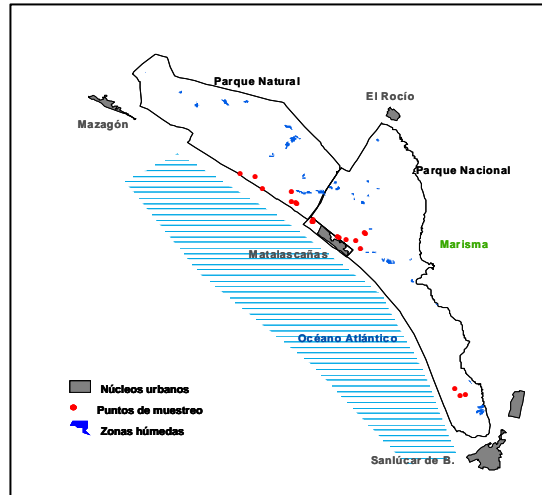 Parque Natural
El Rocío
Mazagón
Parque Nacional
Marisma
Matalascañas
Océano Atlántico
Núcleos urbanos
Puntos de muestreo
Zonas húmedas
Sanlúcar de B.